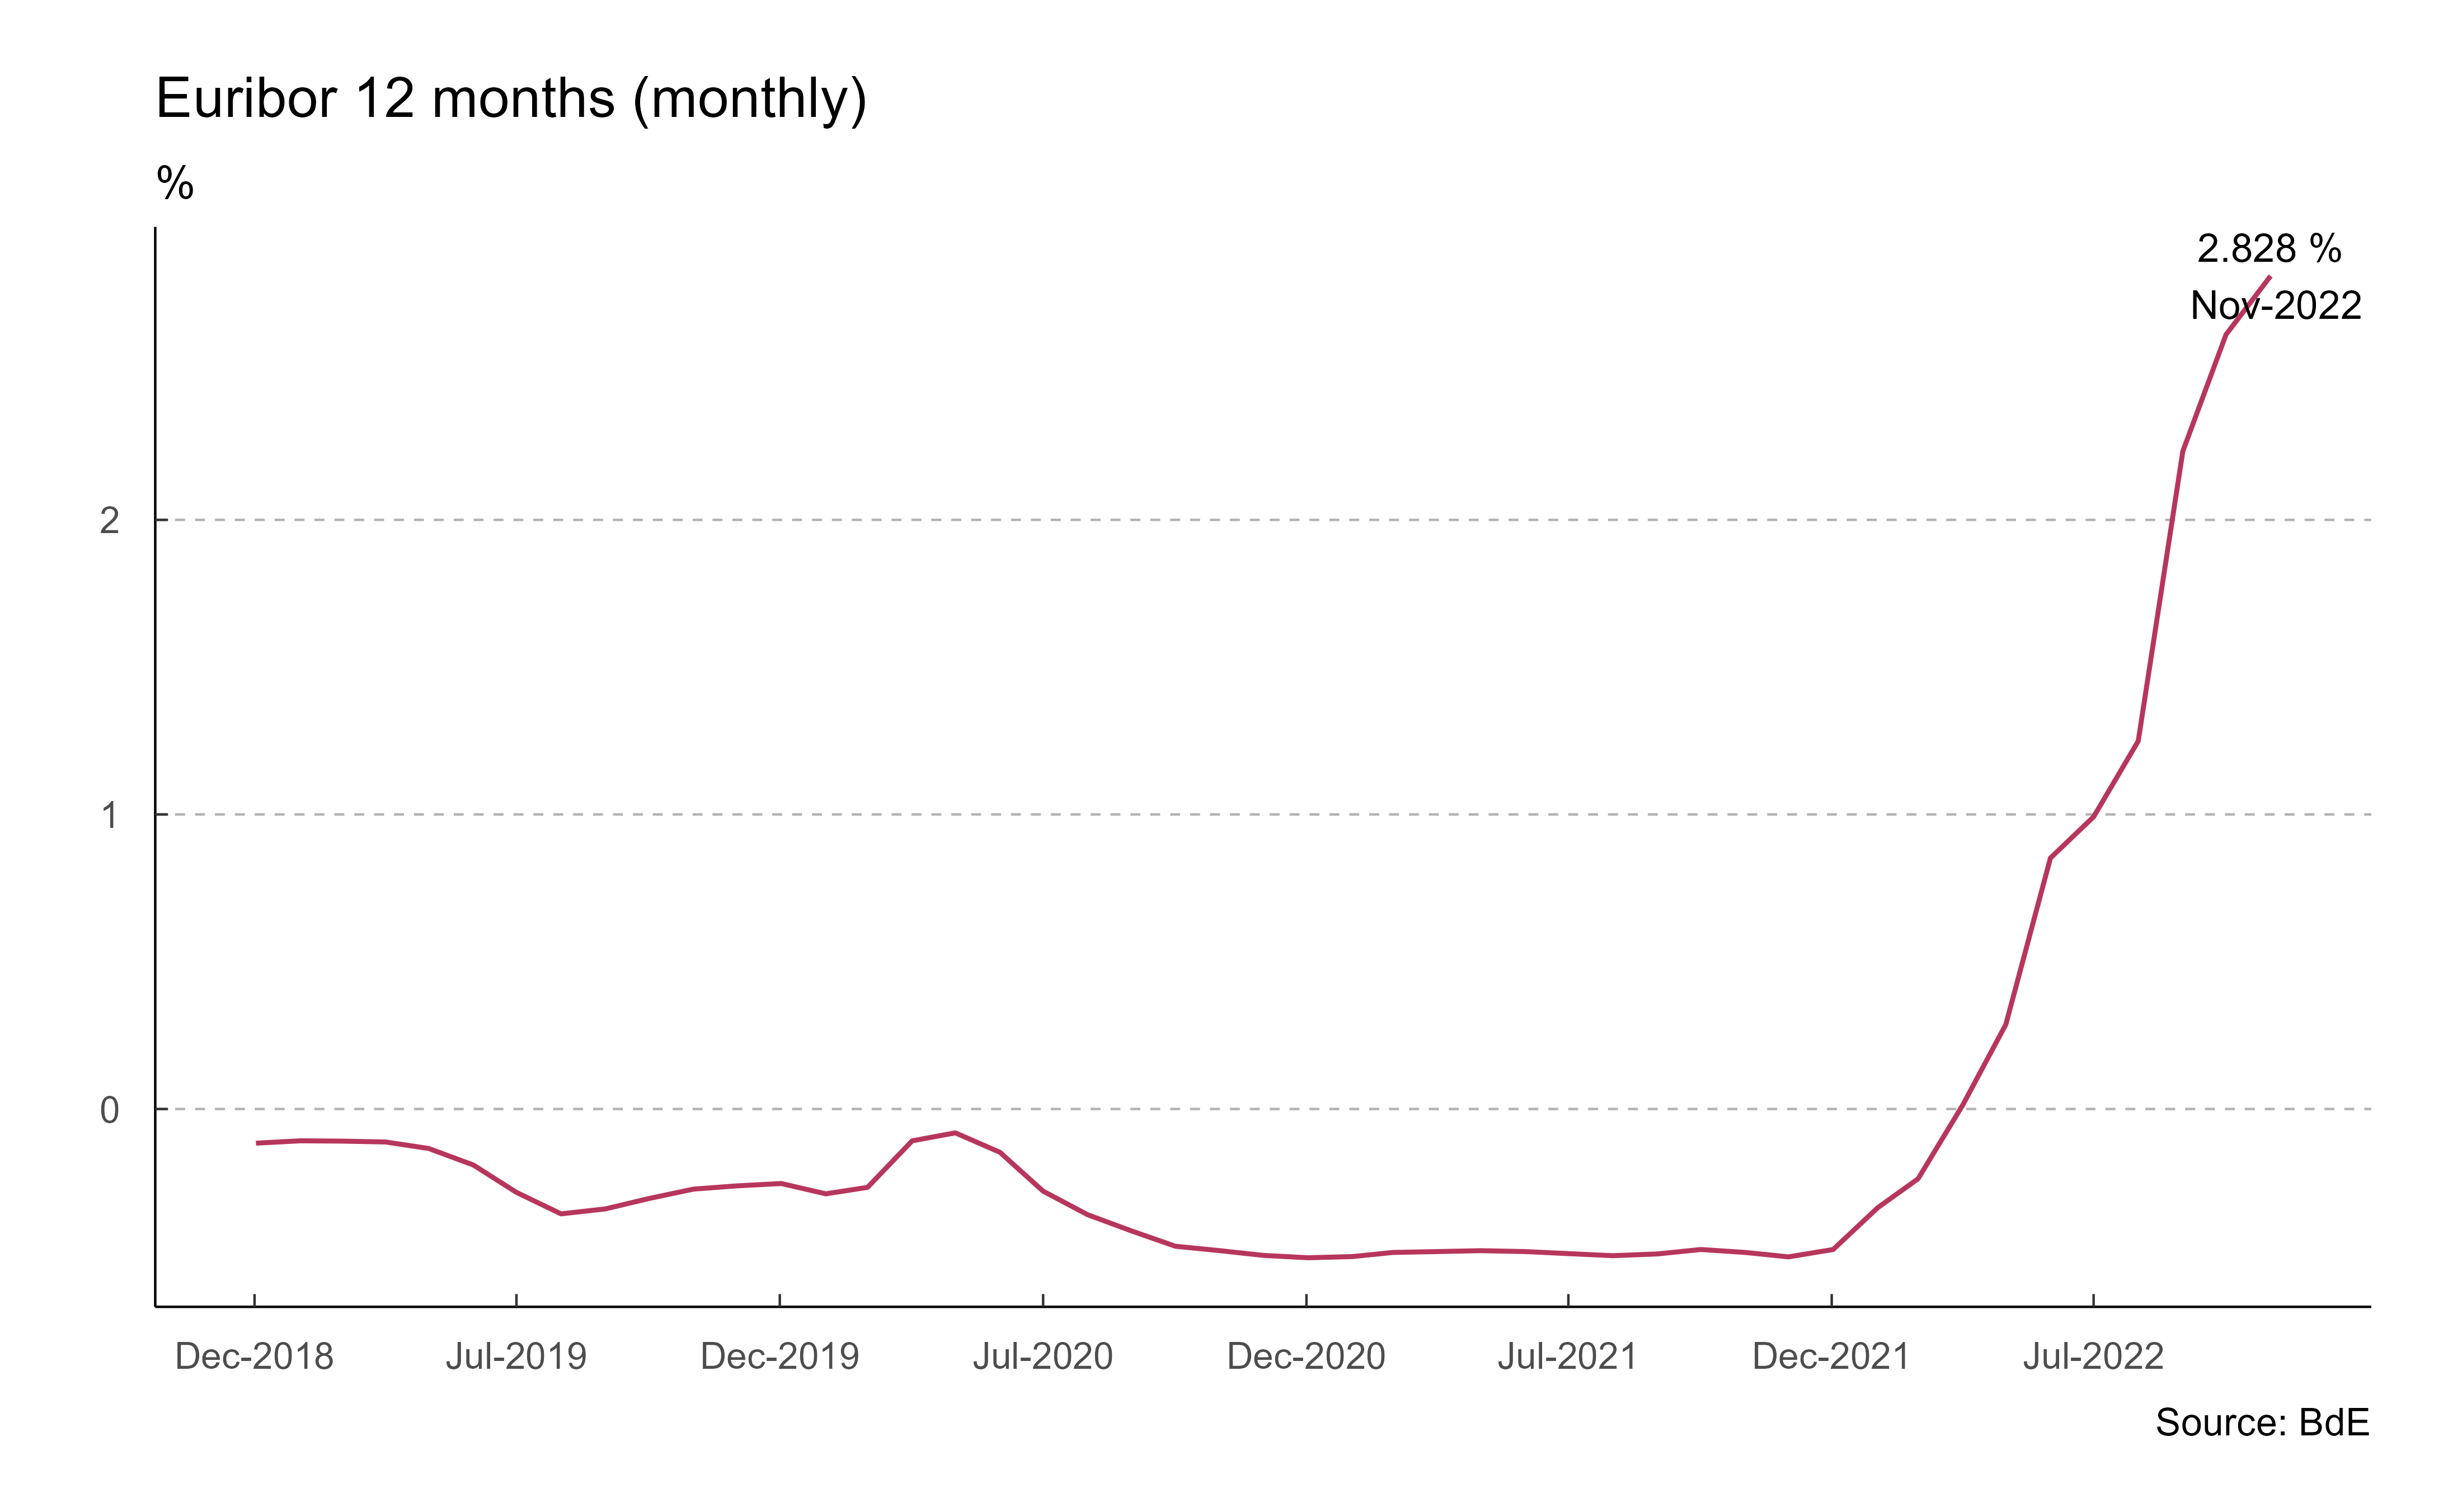 Euribor 12 months (monthly)
%
2.828 %
Nov-2022
2
1
0
Dec-2018 Jul-2019 Dec-2019 Jul-2020 Dec-2020 Jul-2021 Dec-2021 Jul-2022
Source: BdE